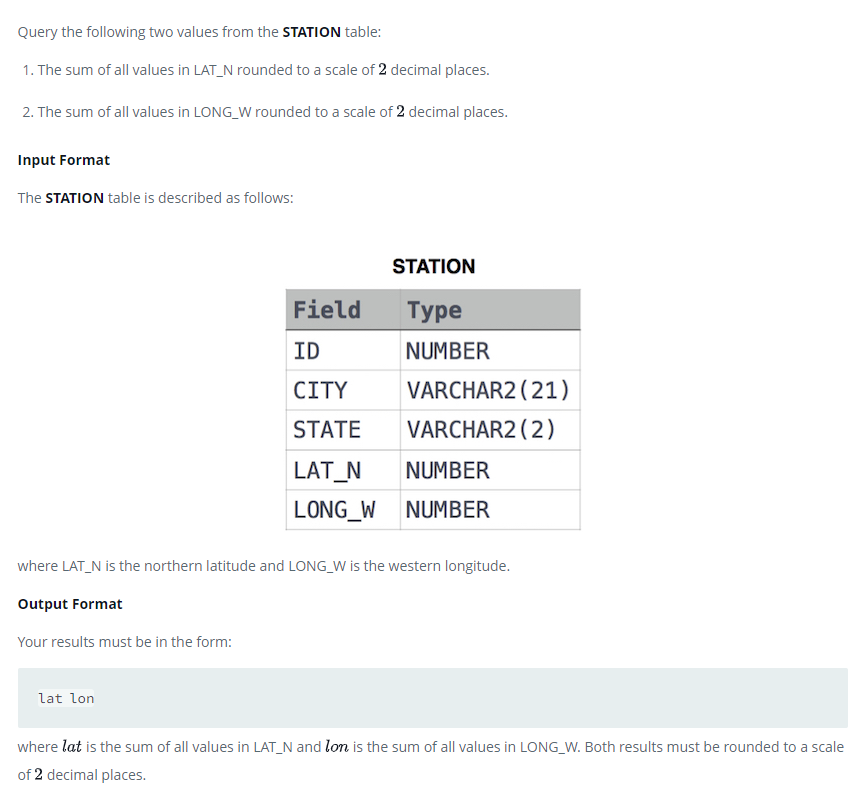 Query the following two values from the STATION table:
1. The sum of all values in LAT_N rounded to a scale of 2 decimal places.
2. The sum of all values in LONG_W rounded to a scale of 2 decimal places.
Input Format
The STATION table is described as follows:
STATION
Field Type
ID NUMBER
CITY VARCHAR2(21)
STATE VARCHAR2(2)
LAT_N NUMBER
LONG_W NUMBER
where LAT_N is the northern latitude and LONG_W is the western longitude.
Output Format
Your results must be in the form:
lat lon
where lat is the sum of all values in LAT_N and lon is the sum of all values in LONG_W. Both results must be rounded to a scale
of 2 decimal places.